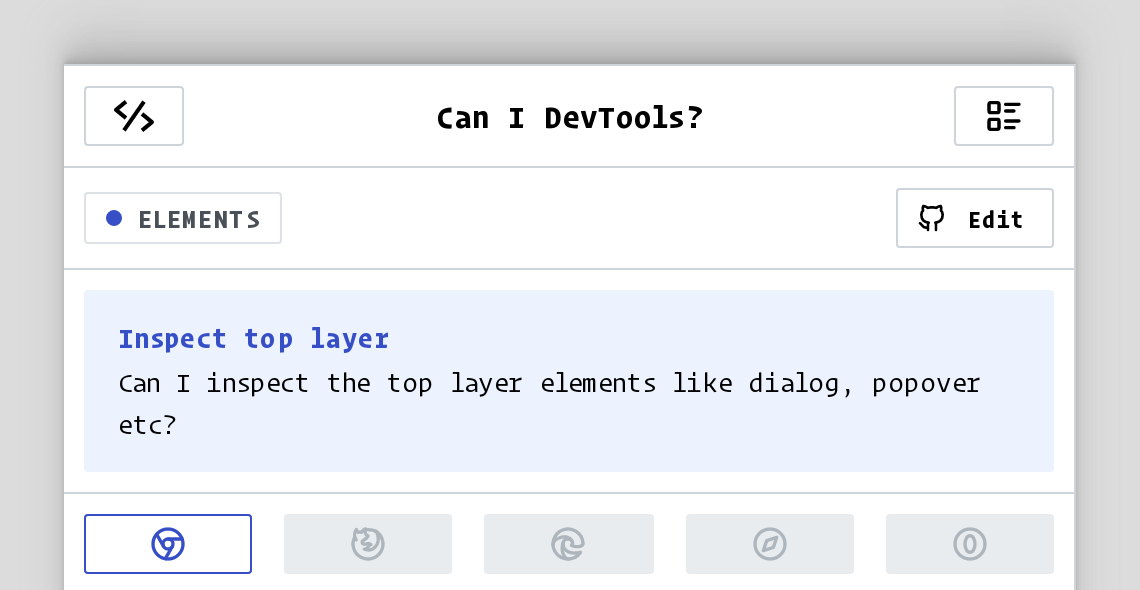 Can I DevTools?
ELEMENTS
Edit
Inspect top layer
Can I inspect the top layer elements like dialog, popover
etc?